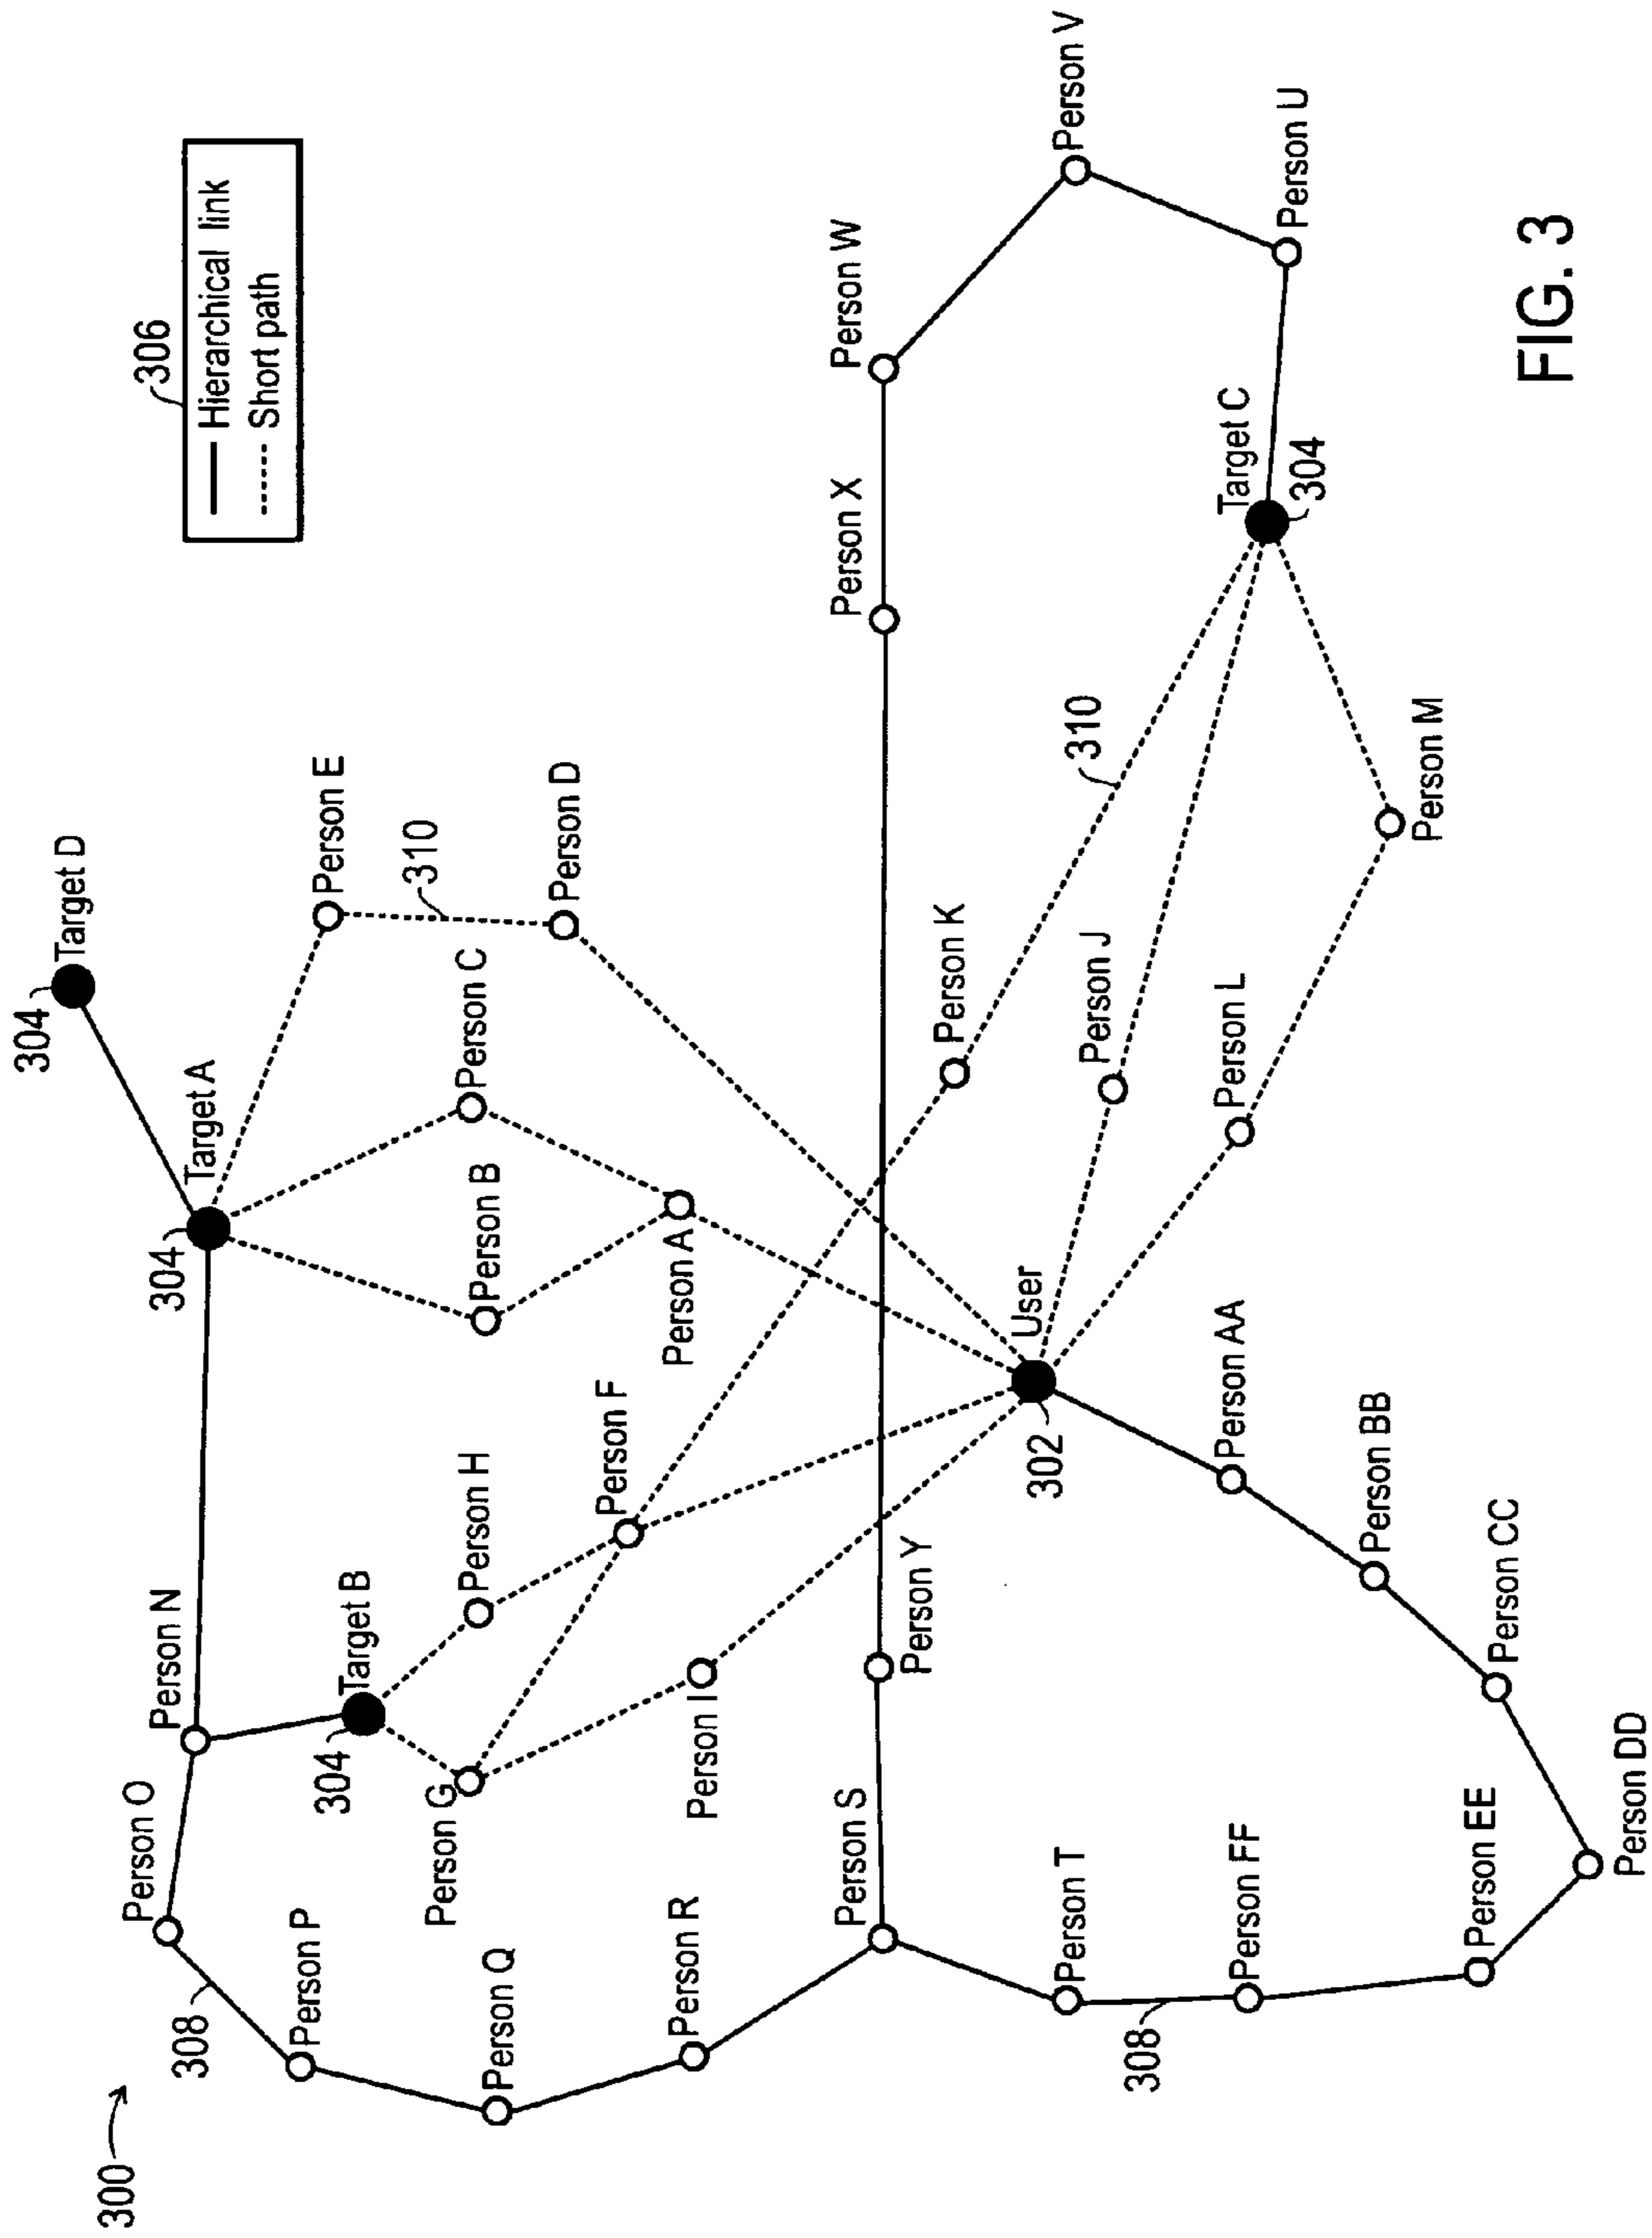 300
308
Person O
Person N
304
Target A
304
Target D
306
Hierarchical link
Short path
Person P
304
Target B
Person E
310
Person Q
Person G
Person H
Person B
Person C
Person R
Person I
Person F
Person A
Person D
Person S
Person Y
Person X
Person W
302
User
Person K
310
Person J
Person V
308
Person T
Person FF
Person AA
Person L
Target C
304
Person U
Person EE
Person BB
Person M
Person CC
Person DD
FIG. 3